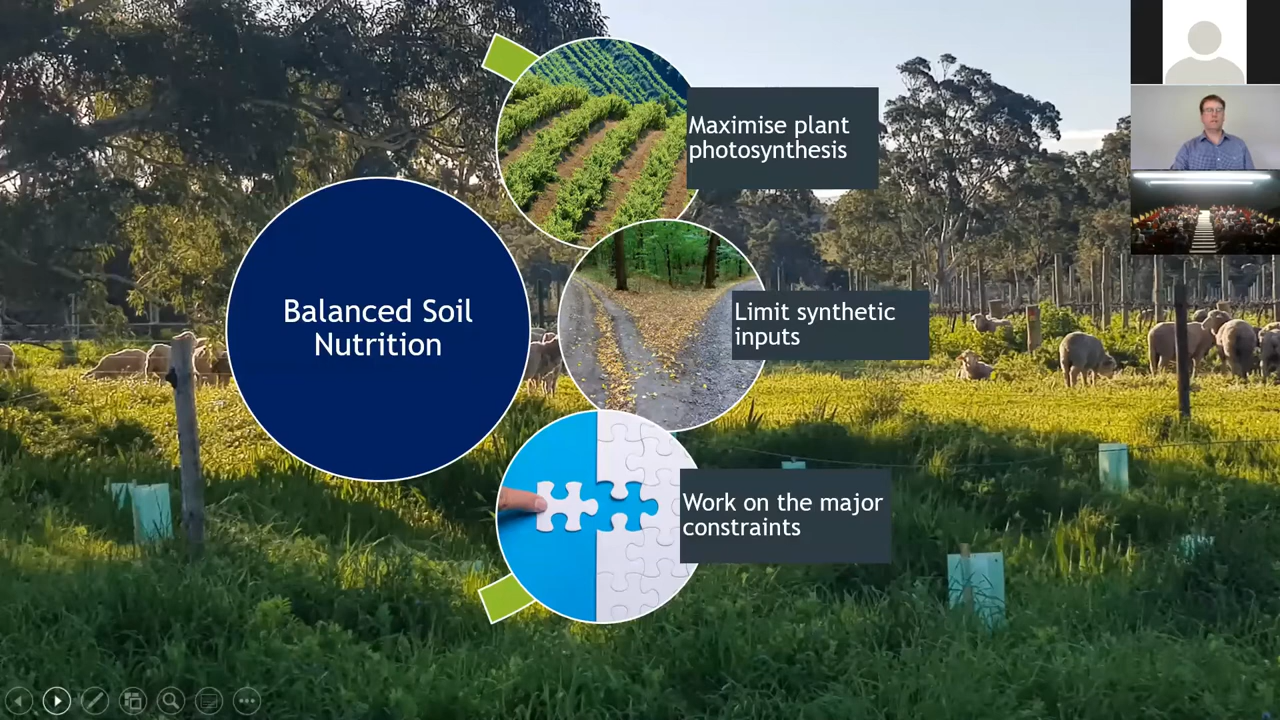 Balanced Soil
Nutrition
Maximise plant
photosynthesis
Limit synthetic
inputs
Work on the major
constraints